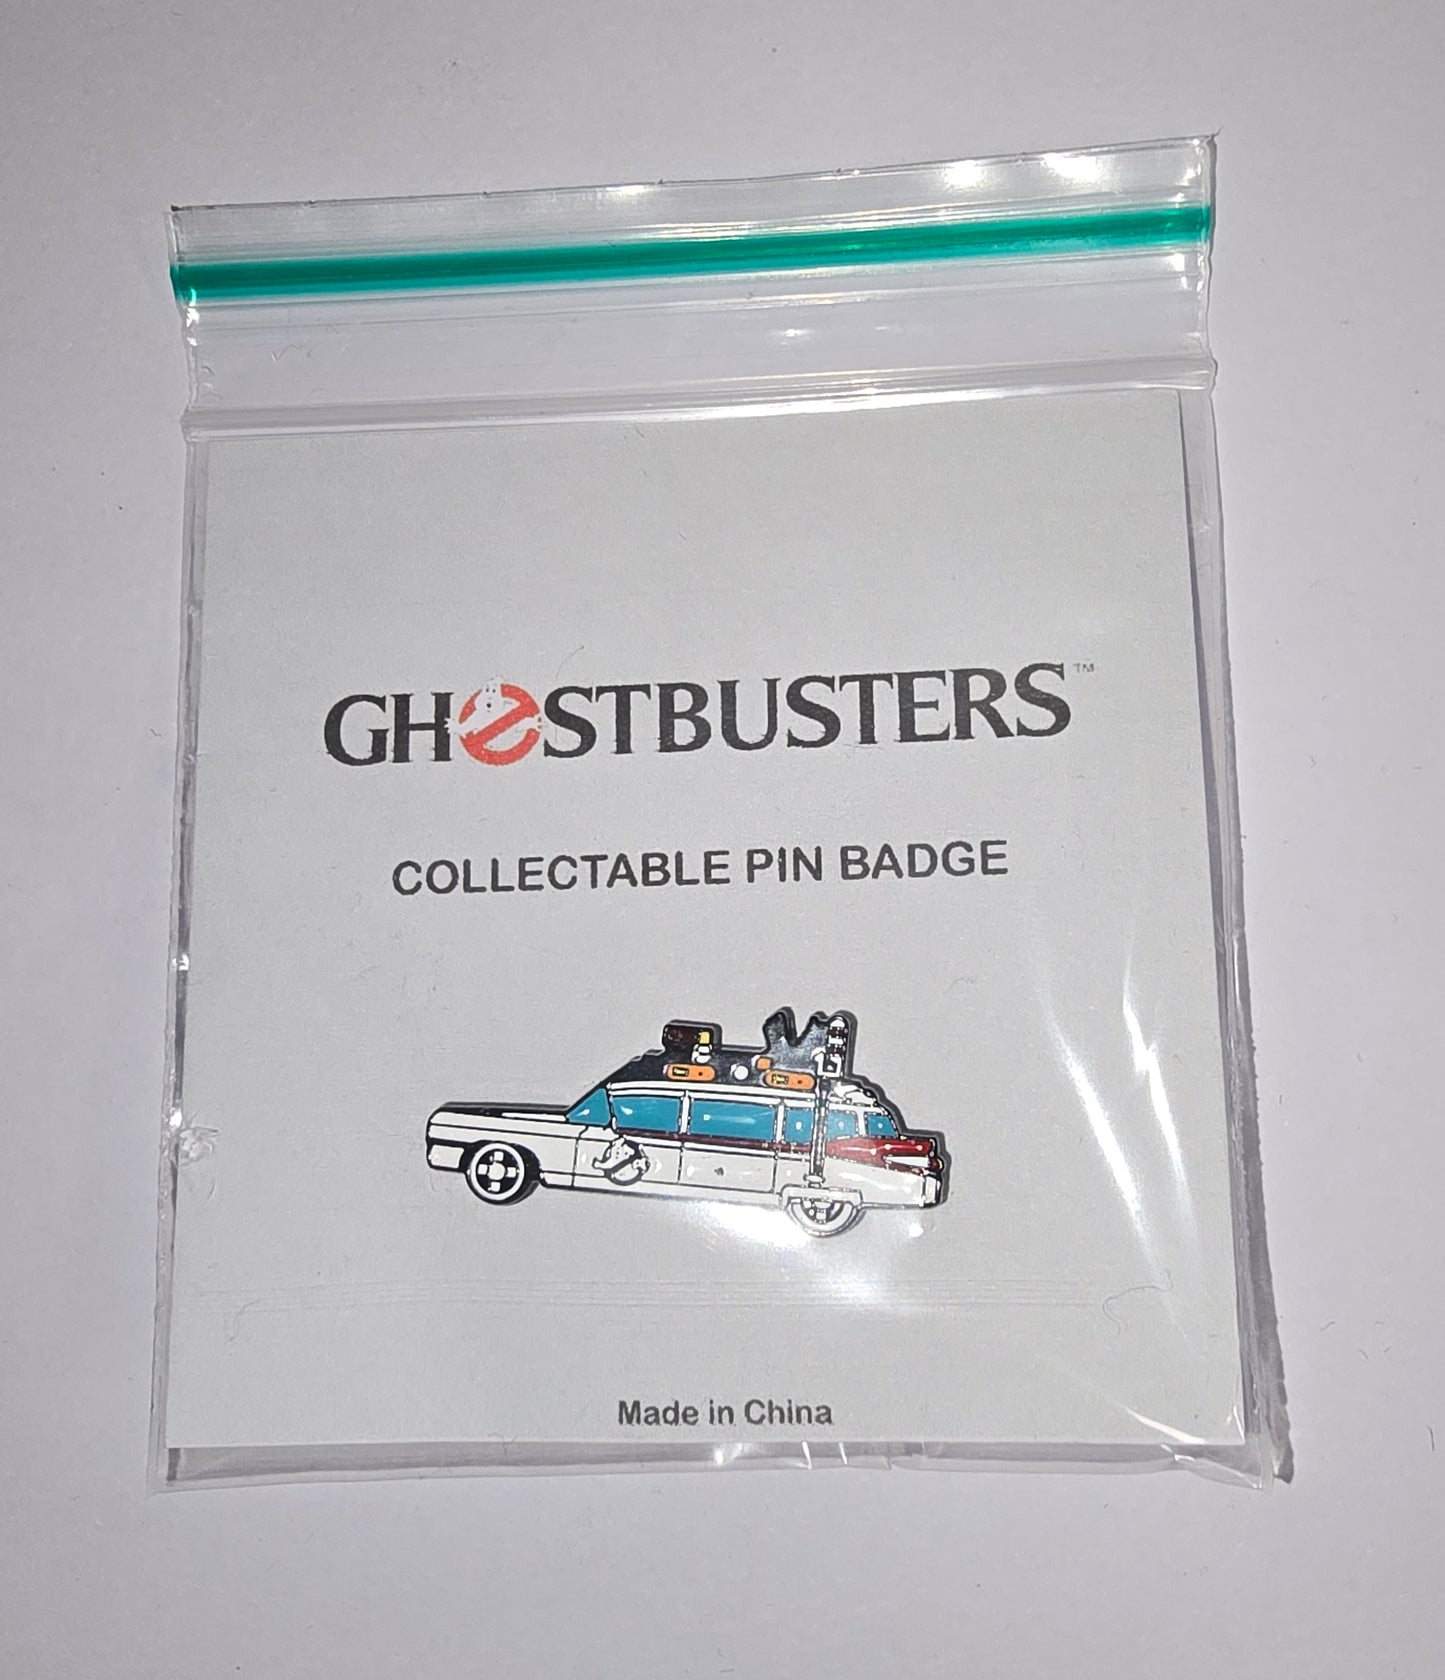 GHOSTBUSTERS™
COLLECTABLE PIN BADGE
Made in China